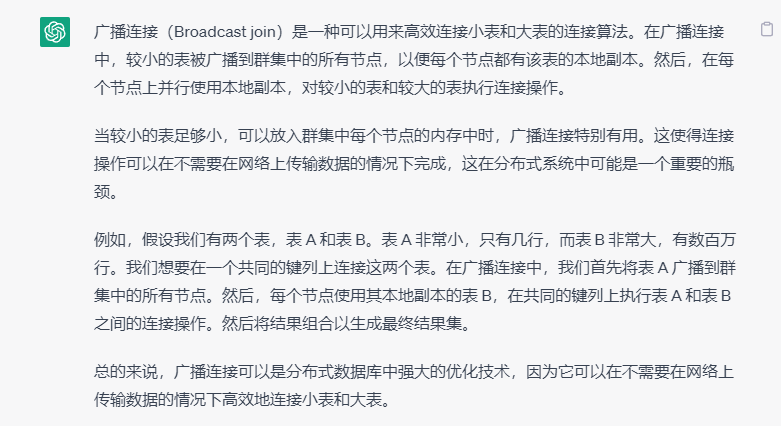 广播连接（Broadcast join）是一种可以用来高效连接小表和大表的连接算法。在广播连接
中，较小的表被广播到群集中的所有节点，以便每个节点都有该表的本地副本。然后，在每
个节点上并行使用本地副本，对较小的表和较大的表执行连接操作。
当较小的表足够小，可以放入群集中每个节点的内存中时，广播连接特别有用。这使得连接
操作可以在不需要在网络上传输数据的情况下完成，这在分布式系统中可能是一个重要的瓶
颈。
例如，假设我们有两个表，表 A 和表 B。表 A 非常小，只有几行，而表 B 非常大，有数百万
行。我们想要在一个共同的键列上连接这两个表。在广播连接中，我们首先将表 A 广播到群
集中的所有节点。然后，每个节点使用其本地副本的表 B，在共同的键列上执行表 A 和表 B
之间的连接操作。然后将结果组合以生成最终结果集。
总的来说，广播连接可以是分布式数据库中强大的优化技术，因为它可以在不需要在网络上
传输数据的情况下高效地连接小表和大表。